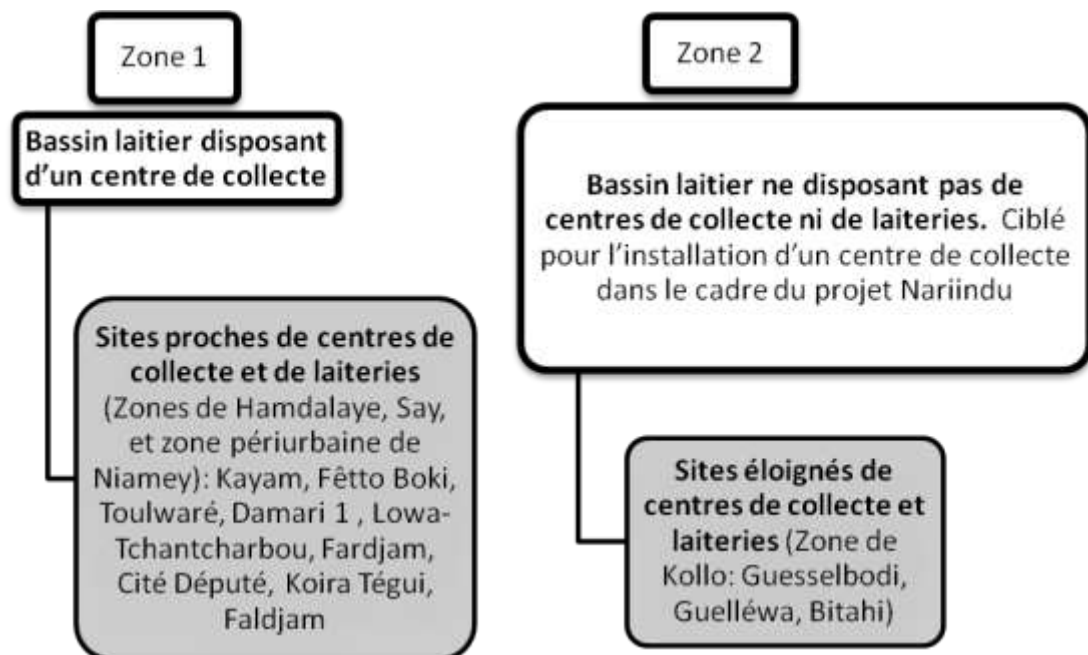 Zone 1
Bassin laitier disposant
d'un centre de collecte
Sites proches de centres de
collecte et de laiteries
(Zones de Hamdalaye, Say,
et zone périurbaine de
Niamey): Kayam, Fêtto Boki,
Toulwaré, Damari 1 , Lowa-
Tchantcharbou, Fardjam,
Cité Député, Koira Tégui,
Faldjam
Zone 2
Bassin laitier ne disposant pas de
centres de collecte ni de laiteries. Ciblé
pour l'installation d'un centre de collecte
dans le cadre du projet Nariindu
Sites éloignés de
centres de collecte et
laiteries (Zone de
Kollo: Guesselbodi,
Guelléwa, Bitahi)